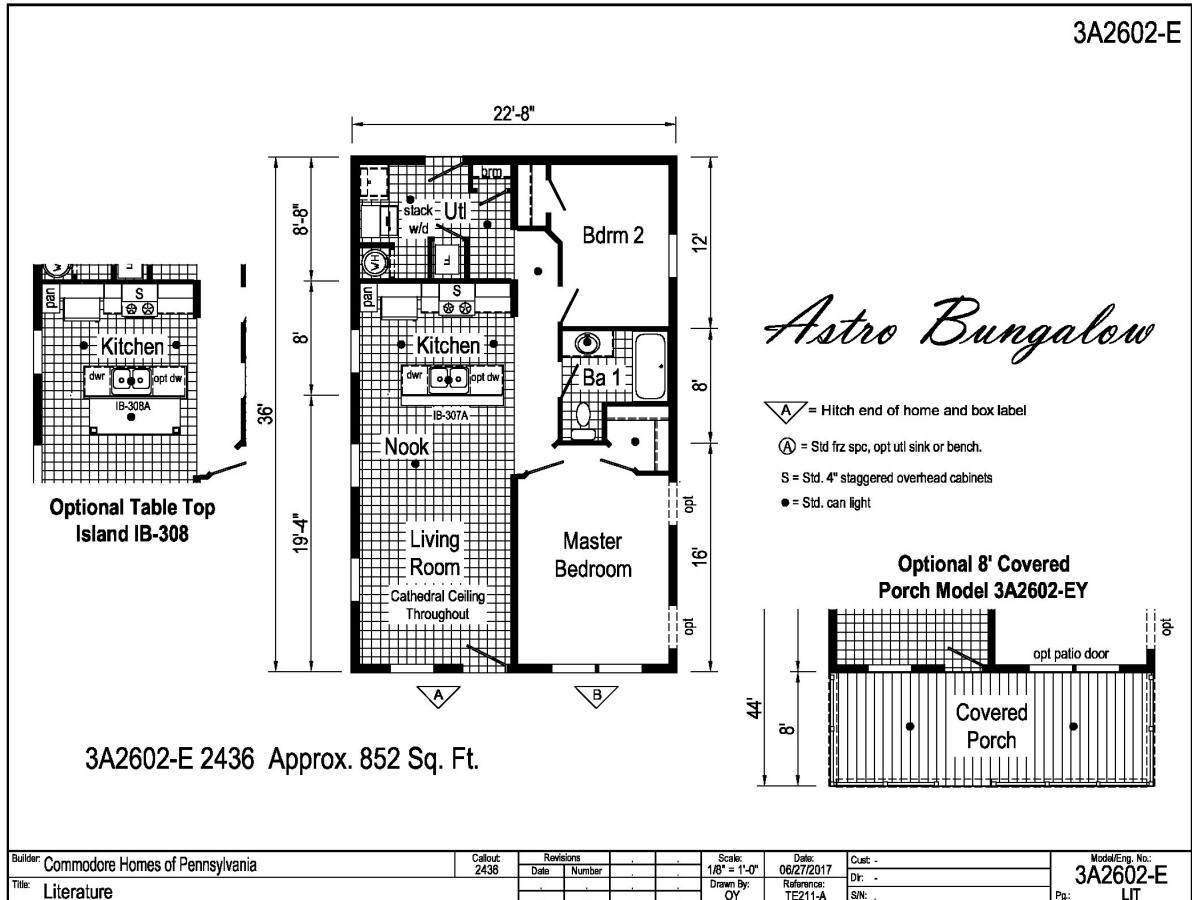 3A2602-E
22'-8"
36'
8'-8"
8'
19'-4"
12'
8'
16'
brm
stack
w/d
Utl
WH
Bdrm 2
pan
S
Kitchen
dwr
opt dw
IB-307A
Ba 1
Nook
Living
Room
Cathedral Ceiling
Throughout
Master
Bedroom
opt
opt
A
B
pan
S
Kitchen
dwr
opt dw
IB-308A
Optional Table Top
Island IB-308
Astro Bungalow
A = Hitch end of home and box label
A = Std frz spc, opt utl sink or bench.
S = Std. 4" staggered overhead cabinets
= Std. can light
Optional 8' Covered
Porch Model 3A2602-EY
opt
opt patio door
44'
8'
Covered
Porch
3A2602-E 2436 Approx. 852 Sq. Ft.
Builder: Commodore Homes of Pennsylvania
Title: Literature
Callout:
2436
Revisions
Date Number
Scale:
1/8" = 1'-0"
Drawn By:
OY
Date:
06/27/2017
Reference:
TE211-A
Cust: -
Dir: -
S/N: .
Model/Eng. No.:
3A2602-E
Pg.: LIT